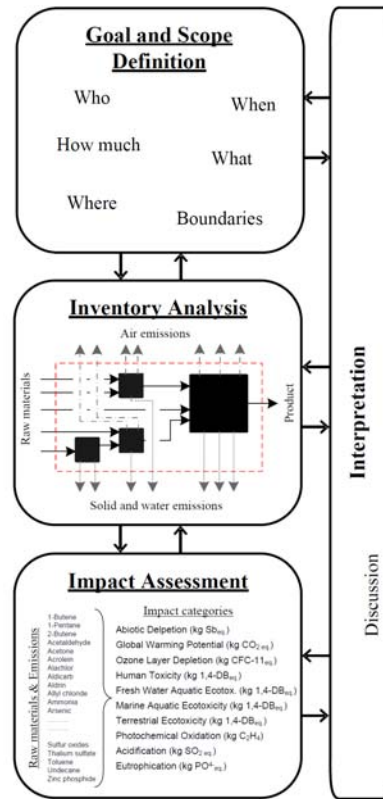 Goal and Scope
Definition
Who
When
How much
What
Where
Boundaries
Inventory Analysis
Air emissions
Raw materials
Product
Solid and water emissions
Impact Assessment
Raw materials & Emissions
1-Butene
1-Pentane
2-Butene
Acetaldehyde
Acetone
Acrolein
Alachlor
Aldicarb
Aldrin
Allyl chloride
Ammonia
Arsenic
..........
..........
Sulfur oxides
Thalium sulfate
Toluene
Undecane
Zinc phosphide
Impact categories
Abiotic Delpetion (kg Sbeq.)
Global Warming Potential (kg CO2 eq.)
Ozone Layer Depletion (kg CFC-11eq.)
Human Toxicity (kg 1,4-DBeq.)
Fresh Water Aquatic Ecotox. (kg 1,4-DBeq.)
Marine Aquatic Ecotoxicity (kg 1,4-DBeq.)
Terrestrial Ecotoxicity (kg 1,4-DBeq.)
Photochemical Oxidation (kg C2H4)
Acidification (kg SO2 eq.)
Eutrophication (kg PO4- eq.)
Interpretation
Discussion